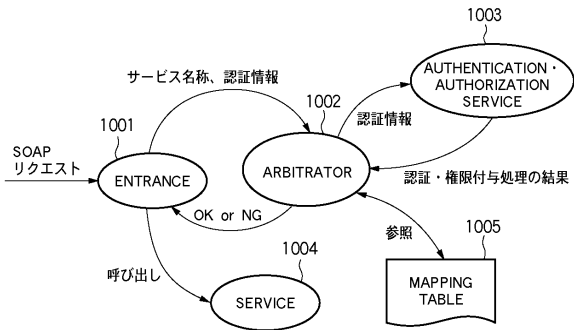 1003
サービス名称、認証情報
AUTHENTICATION・
AUTHORIZATION
SERVICE
1002
1001
認証情報
SOAP
リクエスト
ENTRANCE
ARBITRATOR
認証・権限付与処理の結果
OK or NG
参照
1005
1004
呼び出し
SERVICE
MAPPING
TABLE